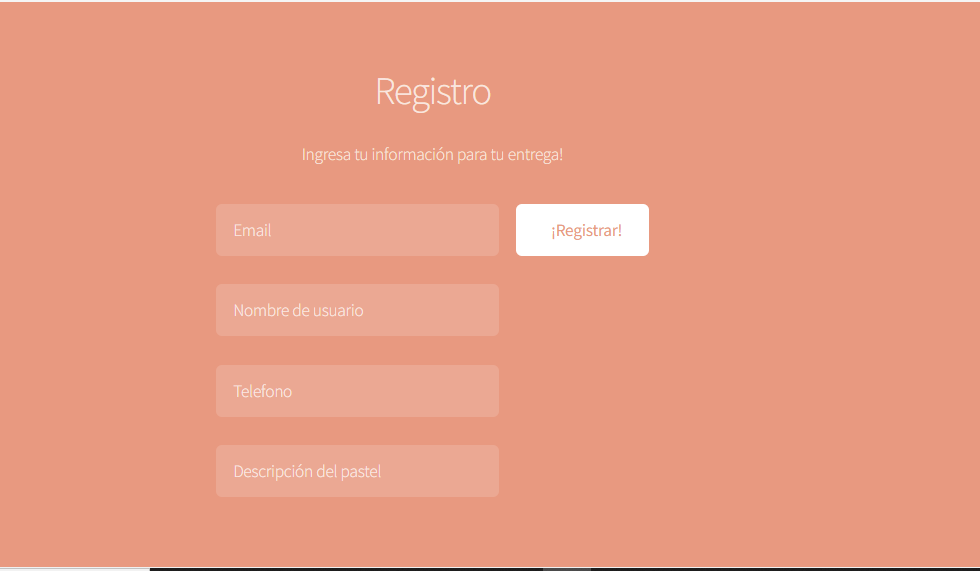 Registro
Ingresa tu información para tu entrega!
Email
¡Registrar!
Nombre de usuario
Telefono
Descripción del pastel